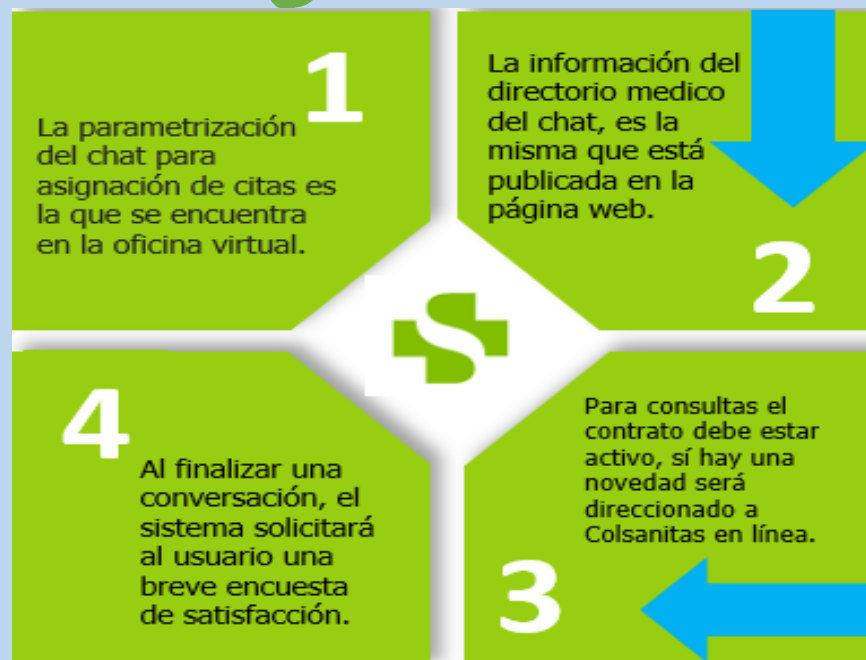 1
La parametrización
del chat para
asignación de citas es
la que se encuentra
en la oficina virtual.
La información del
directorio medico
del chat, es la
misma que está
publicada en la
página web.
2
Para consultas el
contrato debe estar
activo, sí hay una
novedad será
direccionado a
Colsanitas en línea.
3
4
Al finalizar una
conversación, el
sistema solicitará
al usuario una
breve encuesta
de satisfacción.